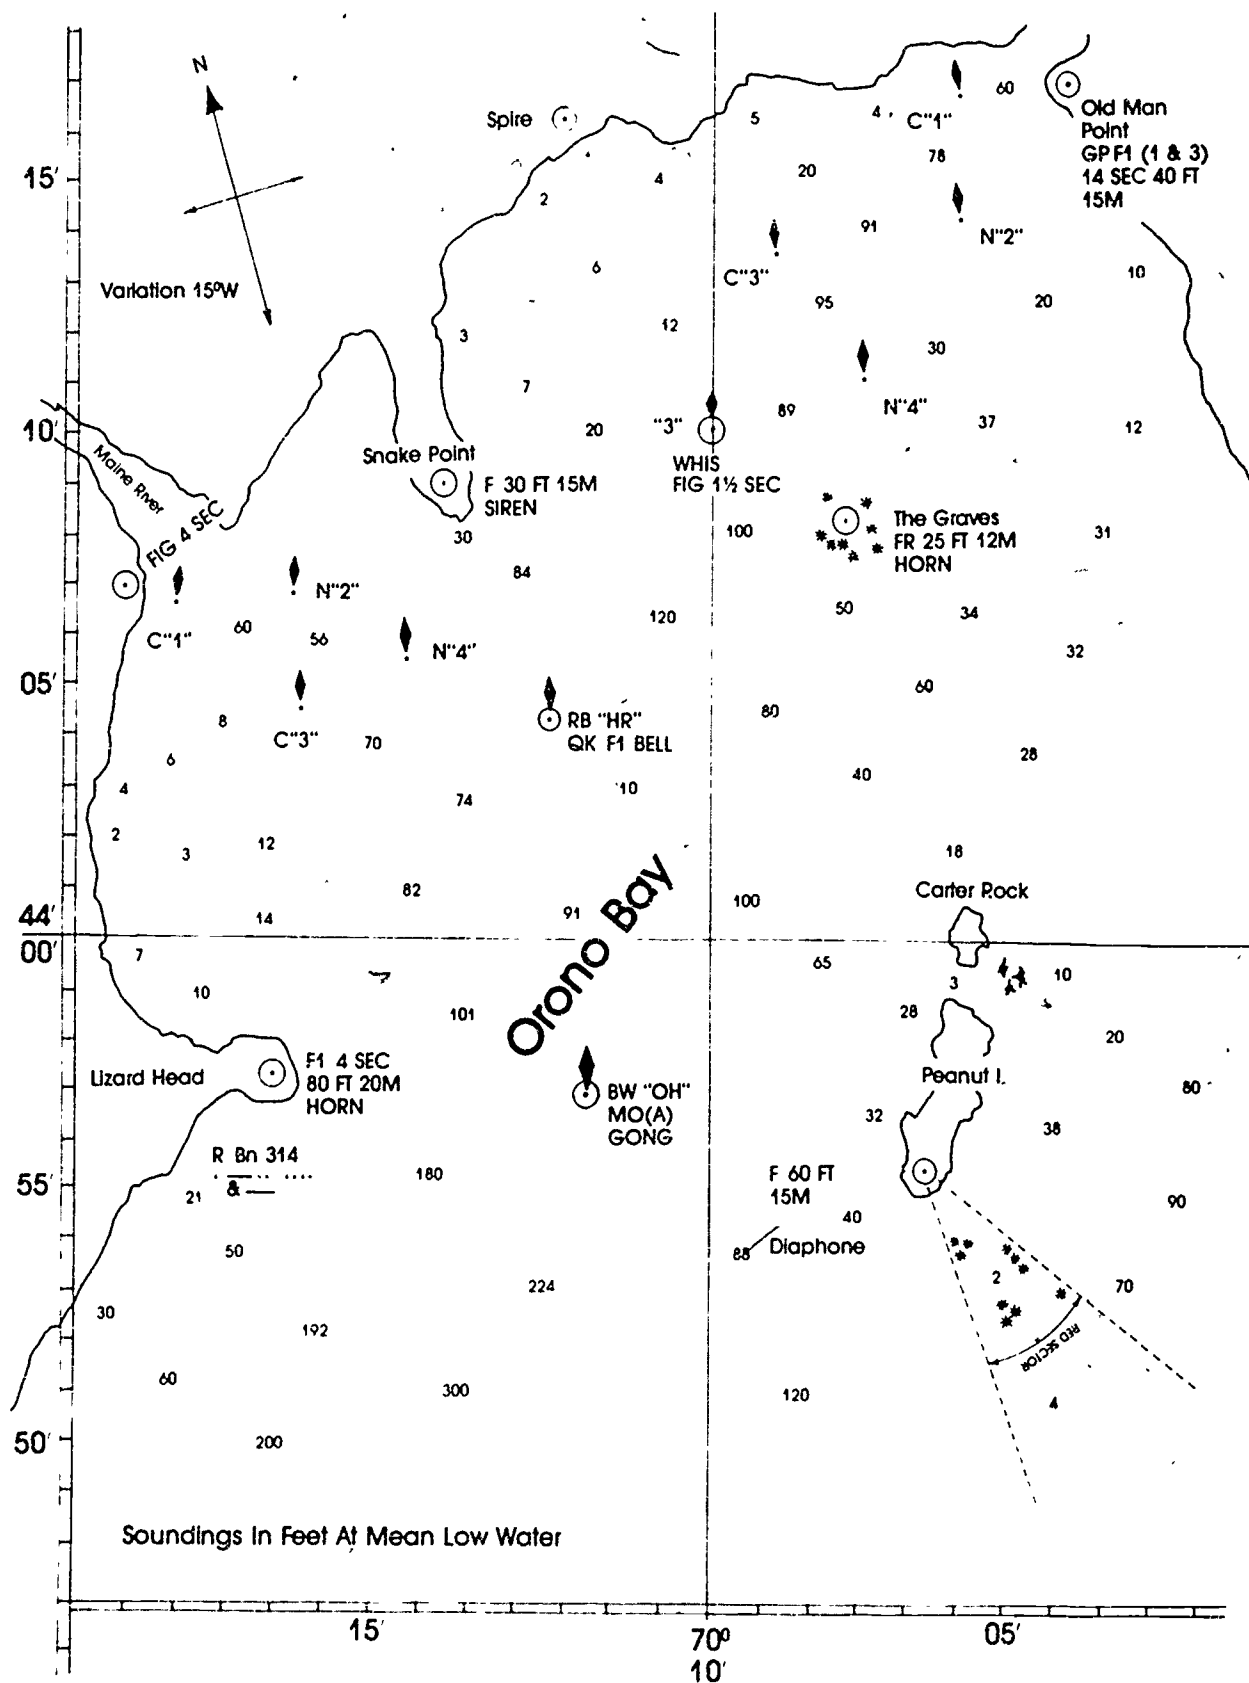 N
Spire
60
Old Man
Point
GP F1 (1 & 3)
14 SEC 40 FT
15M
5
4
C"1"
78
15'
4
20
2
91
N"2"
C"3"
6
10
Variation 15ºW
95
20
12
3
30
7
89
N"4"
37
12
10'
20
"3"
WHIS
FIG 1½ SEC
Maine River
Snake Point
F 30 FT 15M
SIREN
FIG 4 SEC
30
100
The Graves
FR 25 FT 12M
HORN
31
84
N"2"
C"1"
60
56
120
50
34
N"4"
32
05'
60
8
C"3"
70
RB "HR"
QK F1 BELL
80
6
28
4
74
10
40
2
3
12
18
Carter Rock
82
100
44'
00'
14
91
Orono Bay
7
65
10
3
10
101
28
20
Lizard Head
F1 4 SEC
80 FT 20M
HORN
Peanut I.
BW "OH"
MO(A)
GONG
80
32
38
R Bn 314
&
180
F 60 FT
15M
55'
21
90
40
50
88
Diaphone
2
224
70
30
192
RED SECTOR
60
300
120
4
50'
200
Soundings In Feet At Mean Low Water
15'
70º
10'
05'